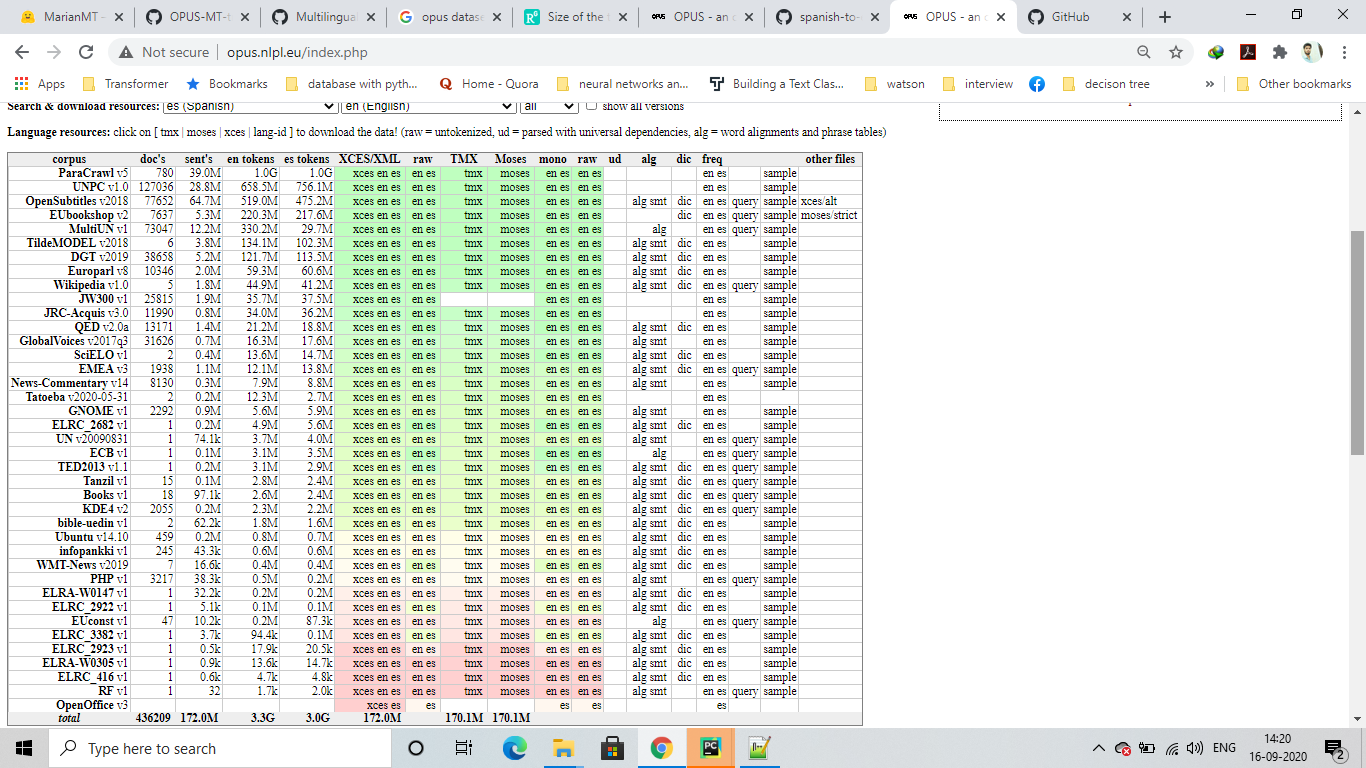 MarianMT - OPUS-MT-t Multilingua opus datase Size of the t OPUS - an o spanish-to- OPUS - an o GitHub
Not secure opus.nlpl.eu/index.php
Apps Transformer Bookmarks database with pyth... Home - Quora neural networks an... Building a Text Clas... watson interview decison tree » Other bookmarks
Search & download resources: es (Spanish) en (English) all show all versions
Language resources: click on [ tmx | moses | xces | lang-id ] to download the data! (raw = untokenized, ud = parsed with universal dependencies, alg = word alignments and phrase tables)
corpus doc's sent's en tokens es tokens XCES/XML raw TMX Moses mono raw ud alg dic freq other files
ParaCrawl v5 780 39.0M 1.0G 1.0G xces en es en es tmx moses en es en es en es sample
UNPC v1.0 127036 28.8M 658.5M 756.1M xces en es en es tmx moses en es en es en es sample
OpenSubtitles v2018 77652 64.7M 519.0M 475.2M xces en es en es tmx moses en es en es alg smt dic en es query sample xces/alt
EUbookshop v2 7637 5.3M 220.3M 217.6M xces en es en es tmx moses en es en es dic en es query sample moses/strict
MultiUN v1 73047 12.2M 330.2M 29.7M xces en es en es tmx moses en es en es alg en es query sample
TildeMODEL v2018 6 3.8M 134.1M 102.3M xces en es en es tmx moses en es en es alg smt dic en es sample
DGT v2019 38658 5.2M 121.7M 113.5M xces en es en es tmx moses en es en es alg smt dic en es sample
Europarl v8 10346 2.0M 59.3M 60.6M xces en es en es tmx moses en es en es alg smt dic en es sample
Wikipedia v1.0 5 1.8M 44.9M 41.2M xces en es en es tmx moses en es en es alg smt dic en es query sample
JW300 v1 25815 1.9M 35.7M 37.5M xces en es en es en es en es en es sample
JRC-Acquis v3.0 11990 0.8M 34.0M 36.2M xces en es en es tmx moses en es en es en es sample
QED v2.0a 13171 1.4M 21.2M 18.8M xces en es en es tmx moses en es en es alg smt dic en es sample
GlobalVoices v2017q3 31626 0.7M 16.3M 17.6M xces en es en es tmx moses en es en es alg smt en es sample
SciELO v1 2 0.4M 13.6M 14.7M xces en es en es tmx moses en es en es alg smt dic en es sample
EMEA v3 1938 1.1M 12.1M 13.8M xces en es en es tmx moses en es en es alg smt dic en es query sample
News-Commentary v14 8130 0.3M 7.9M 8.8M xces en es en es tmx moses en es en es alg smt en es sample
Tatoeba v2020-05-31 2 0.2M 12.3M 2.7M xces en es en es tmx moses en es en es en es
GNOME v1 2292 0.9M 5.6M 5.9M xces en es en es tmx moses en es en es alg smt en es sample
ELRC_2682 v1 1 0.2M 4.9M 5.6M xces en es en es tmx moses en es en es alg smt dic en es sample
UN v20090831 1 74.1k 3.7M 4.0M xces en es en es tmx moses en es en es alg smt en es query sample
ECB v1 1 0.1M 3.1M 3.5M xces en es en es tmx moses en es en es alg en es query sample
TED2013 v1.1 1 0.2M 3.1M 2.9M xces en es en es tmx moses en es en es alg smt dic en es query sample
Tanzil v1 15 0.1M 2.8M 2.4M xces en es en es tmx moses en es en es alg smt dic en es query sample
Books v1 18 97.1k 2.6M 2.4M xces en es en es tmx moses en es en es alg smt dic en es query sample
KDE4 v2 2055 0.2M 2.3M 2.2M xces en es en es tmx moses en es en es alg smt dic en es query sample
bible-uedin v1 2 62.2k 1.8M 1.6M xces en es en es tmx moses en es en es alg smt dic en es sample
Ubuntu v14.10 459 0.2M 0.8M 0.7M xces en es en es tmx moses en es en es alg smt dic en es sample
infopankki v1 245 43.3k 0.6M 0.6M xces en es en es tmx moses en es en es alg smt dic en es sample
WMT-News v2019 7 16.6k 0.4M 0.4M xces en es en es tmx moses en es en es alg smt dic en es sample
PHP v1 3217 38.3k 0.5M 0.2M xces en es en es tmx moses en es en es alg smt en es query sample
ELRA-W0147 v1 1 32.2k 0.2M 0.2M xces en es en es tmx moses en es en es alg smt dic en es sample
ELRC_2922 v1 1 5.1k 0.1M 0.1M xces en es en es tmx moses en es en es alg smt dic en es sample
EUconst v1 47 10.2k 0.2M 87.3k xces en es en es tmx moses en es en es alg en es query sample
ELRC_3382 v1 1 3.7k 94.4k 0.1M xces en es en es tmx moses en es en es alg smt dic en es sample
ELRC_2923 v1 1 0.5k 17.9k 20.5k xces en es en es tmx moses en es en es alg smt dic en es sample
ELRA-W0305 v1 1 0.9k 13.6k 14.7k xces en es en es tmx moses en es en es alg smt dic en es sample
ELRC_416 v1 1 0.6k 4.7k 4.8k xces en es en es tmx moses en es en es alg smt dic en es sample
RF v1 1 32 1.7k 2.0k xces en es en es tmx moses en es en es alg smt en es query sample
OpenOffice v3 xces es es es es es
total 436209 172.0M 3.3G 3.0G 172.0M 170.1M 170.1M
Type here to search ENG 14:20
16-09-2020 2